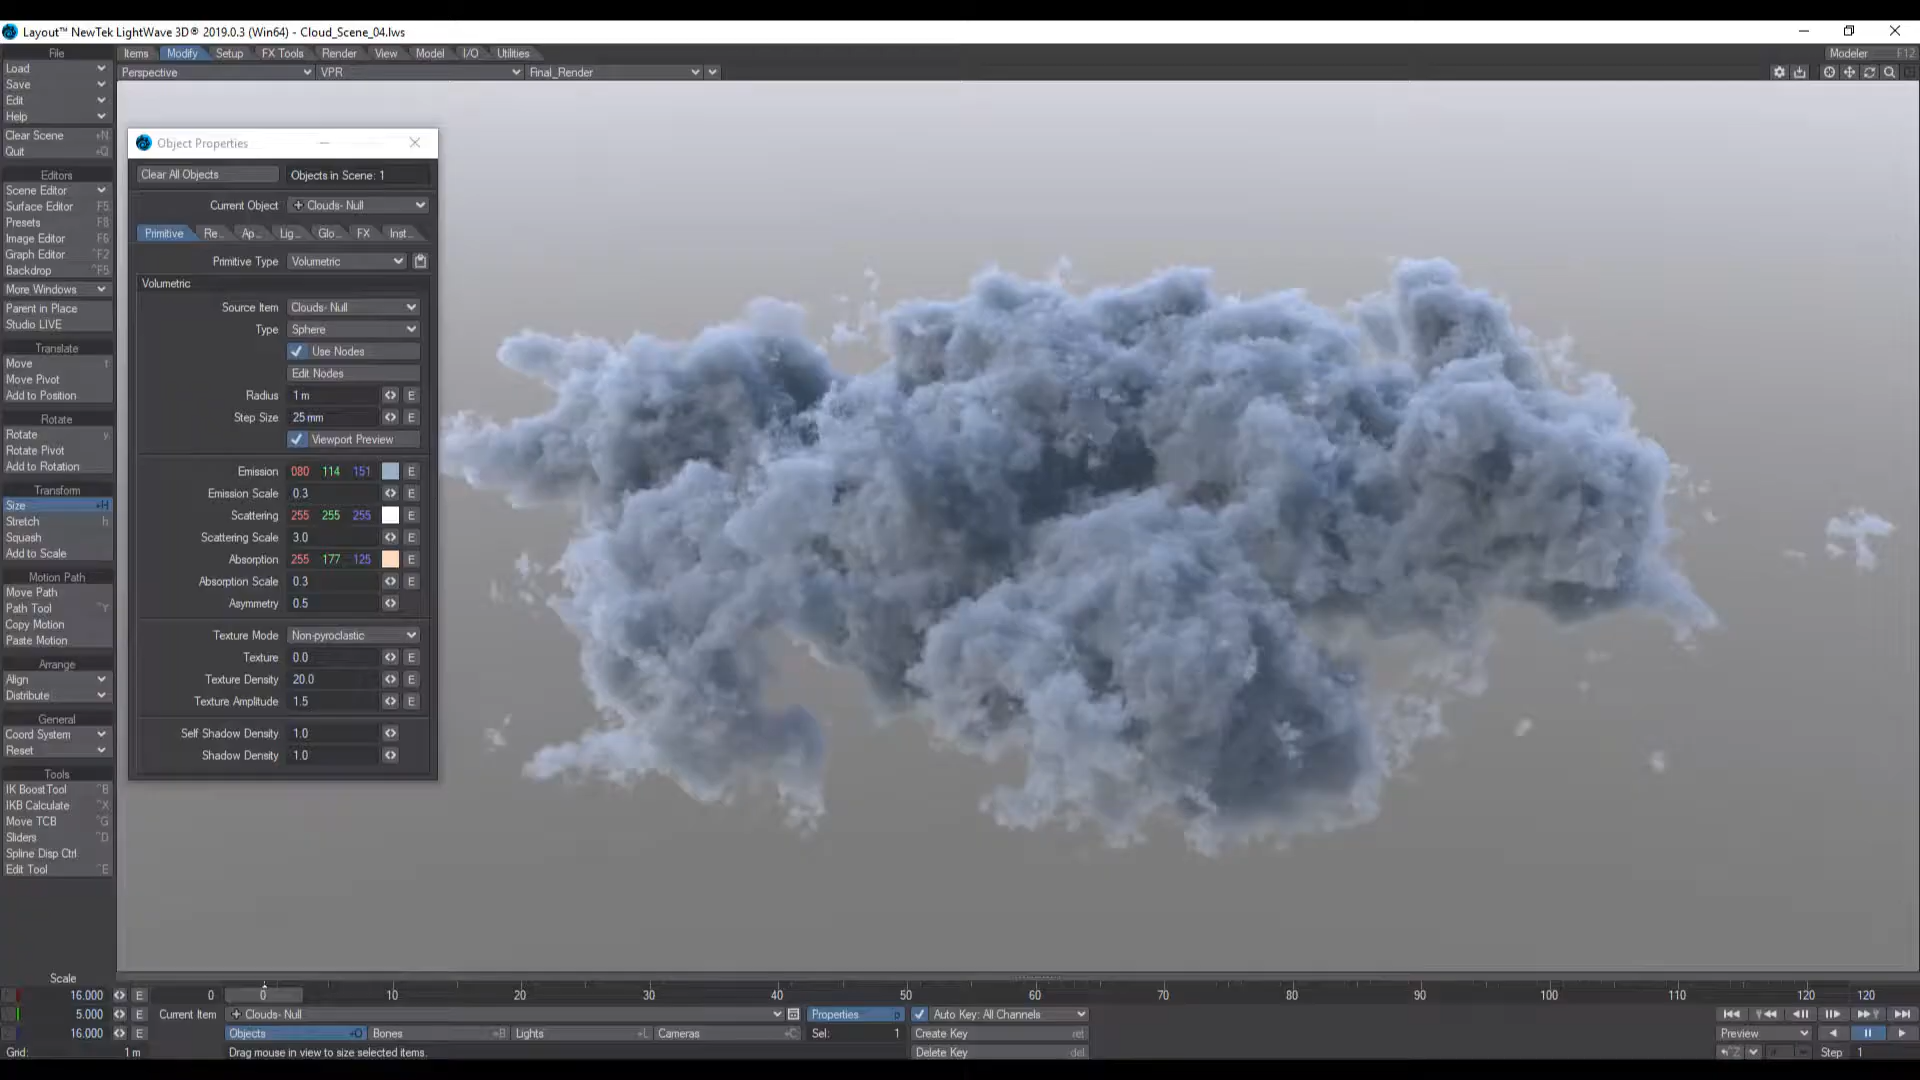 Layout™ NewTek LightWave 3D® 2019.0.3 (Win64) - Cloud_Scene_04.lws
File
Items Modify Setup FX Tools Render View Model I/O Utilities
Modeler F12
Load
Perspective VPR Final_Render
Save
Edit
Help
Clear Scene +N
Quit +Q
Editors
Scene Editor
Surface Editor F5
Presets F8
Image Editor F6
Graph Editor ^F2
Backdrop ^F5
More Windows
Parent in Place
Studio LIVE
Translate
Move t
Move Pivot
Add to Position
Rotate
Rotate y
Rotate Pivot
Add to Rotation
Transform
Size +H
Stretch h
Squash
Add to Scale
Motion Path
Move Path
Path Tool ^Y
Copy Motion
Paste Motion
Arrange
Align
Distribute
General
Coord System
Reset
Tools
IK BoostTool ^B
IKB Calculate ^X
Move TCB ^G
Sliders ^D
Spline Disp Ctrl
Edit Tool ^E
Object Properties
Clear All Objects Objects in Scene: 1
Current Object + Clouds- Null
Primitive Re... Ap... Lig... Glo... FX Inst...
Primitive Type Volumetric
Volumetric
Source Item Clouds- Null
Type Sphere
Use Nodes
Edit Nodes
Radius 1 m E
Step Size 25 mm E
Viewport Preview
Emission 080 114 151 E
Emission Scale 0.3 E
Scattering 255 255 255 E
Scattering Scale 3.0 E
Absorption 255 177 125 E
Absorption Scale 0.3 E
Asymmetry 0.5
Texture Mode Non-pyroclastic
Texture 0.0 E
Texture Density 20.0 E
Texture Amplitude 1.5 E
Self Shadow Density 1.0
Shadow Density 1.0
Scale
16.000 E 0 0 10 20 30 40 50 60 70 80 90 100 110 120 120
5.000 E Current Item + Clouds- Null Properties p Auto Key: All Channels
16.000 E Objects +O Bones +B Lights +L Cameras +C Sel: 1 Create Key ret Preview
Grid: 1 m Drag mouse in view to size selected items. Delete Key del ^Z Step 1